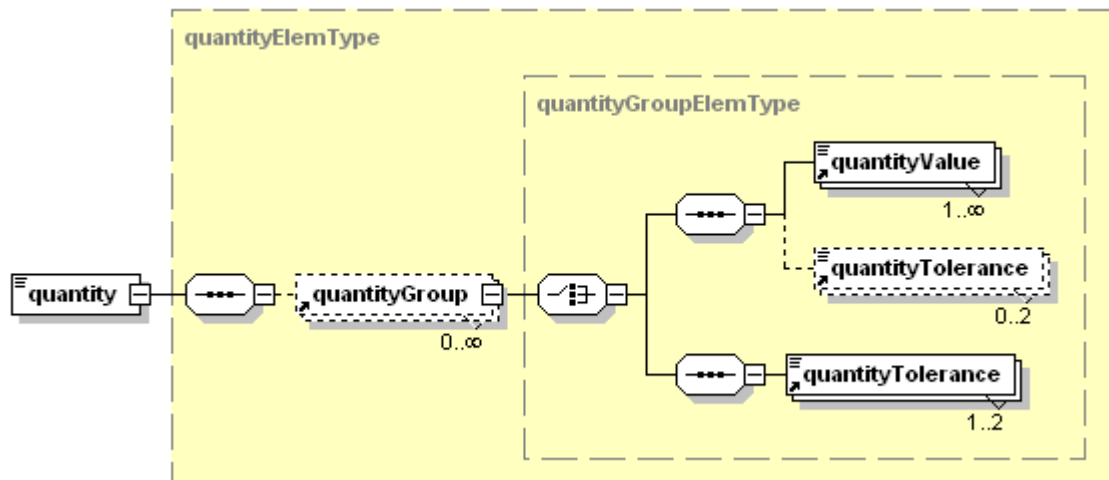 quantityElemType
quantityGroupElemType
quantityValue
1..∞
quantityTolerance
0..2
quantity
quantityGroup
0..∞
quantityTolerance
1..2